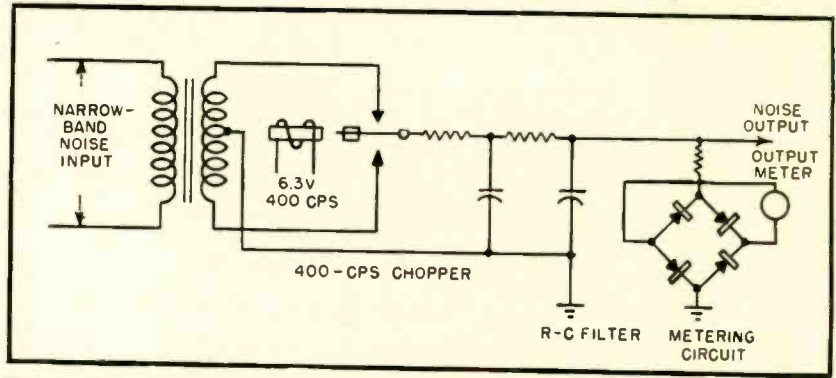 NARROW-
BAND
NOISE
INPUT
6.3V
400 CPS
400-CPS CHOPPER
R-C FILTER
NOISE
OUTPUT
OUTPUT
METER
METERING
CIRCUIT